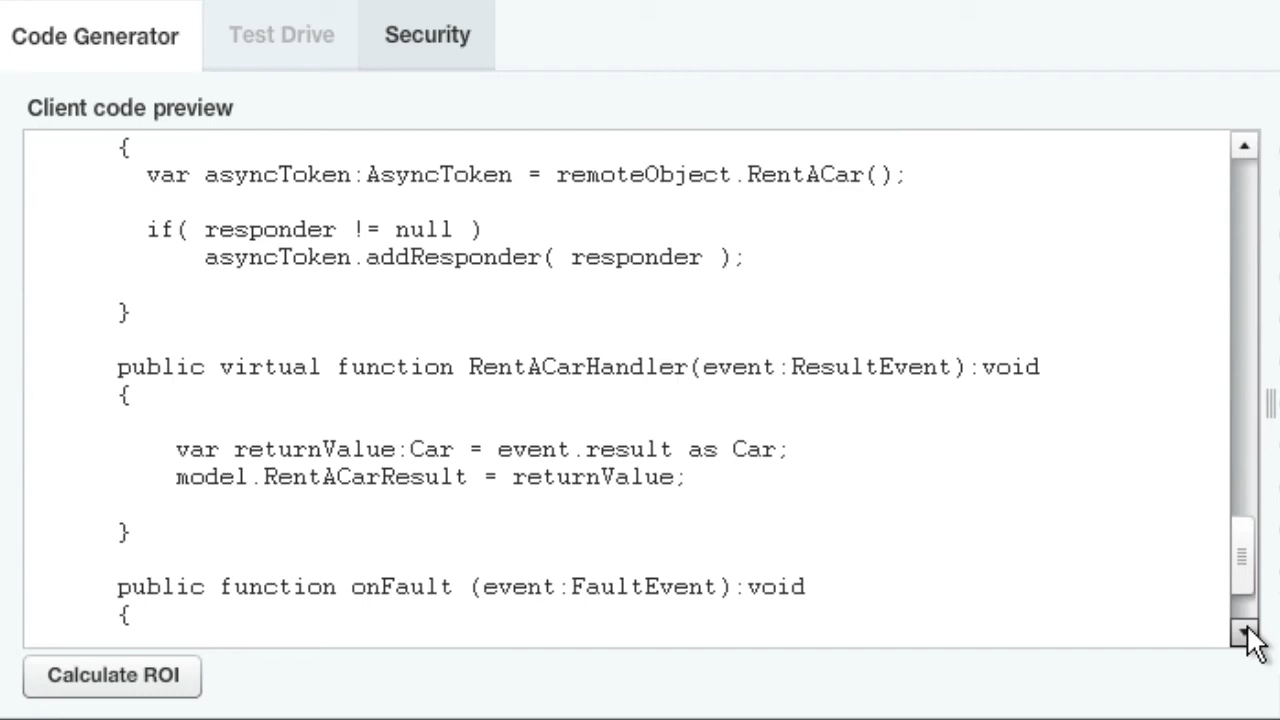 Code Generator Test Drive Security
Client code preview
{
var asyncToken:AsyncToken = remoteObject.RentACar();
if( responder != null )
asyncToken.addResponder( responder );
}
public virtual function RentACarHandler(event:ResultEvent):void
{
var returnValue:Car = event.result as Car;
model.RentACarResult = returnValue;
}
public function onFault (event:FaultEvent):void
{
Calculate ROI